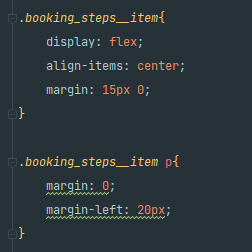 .booking_steps__item{
display: flex;
align-items: center;
margin: 15px 0;
}
.booking_steps__item p{
margin: 0;
margin-left: 20px;
}